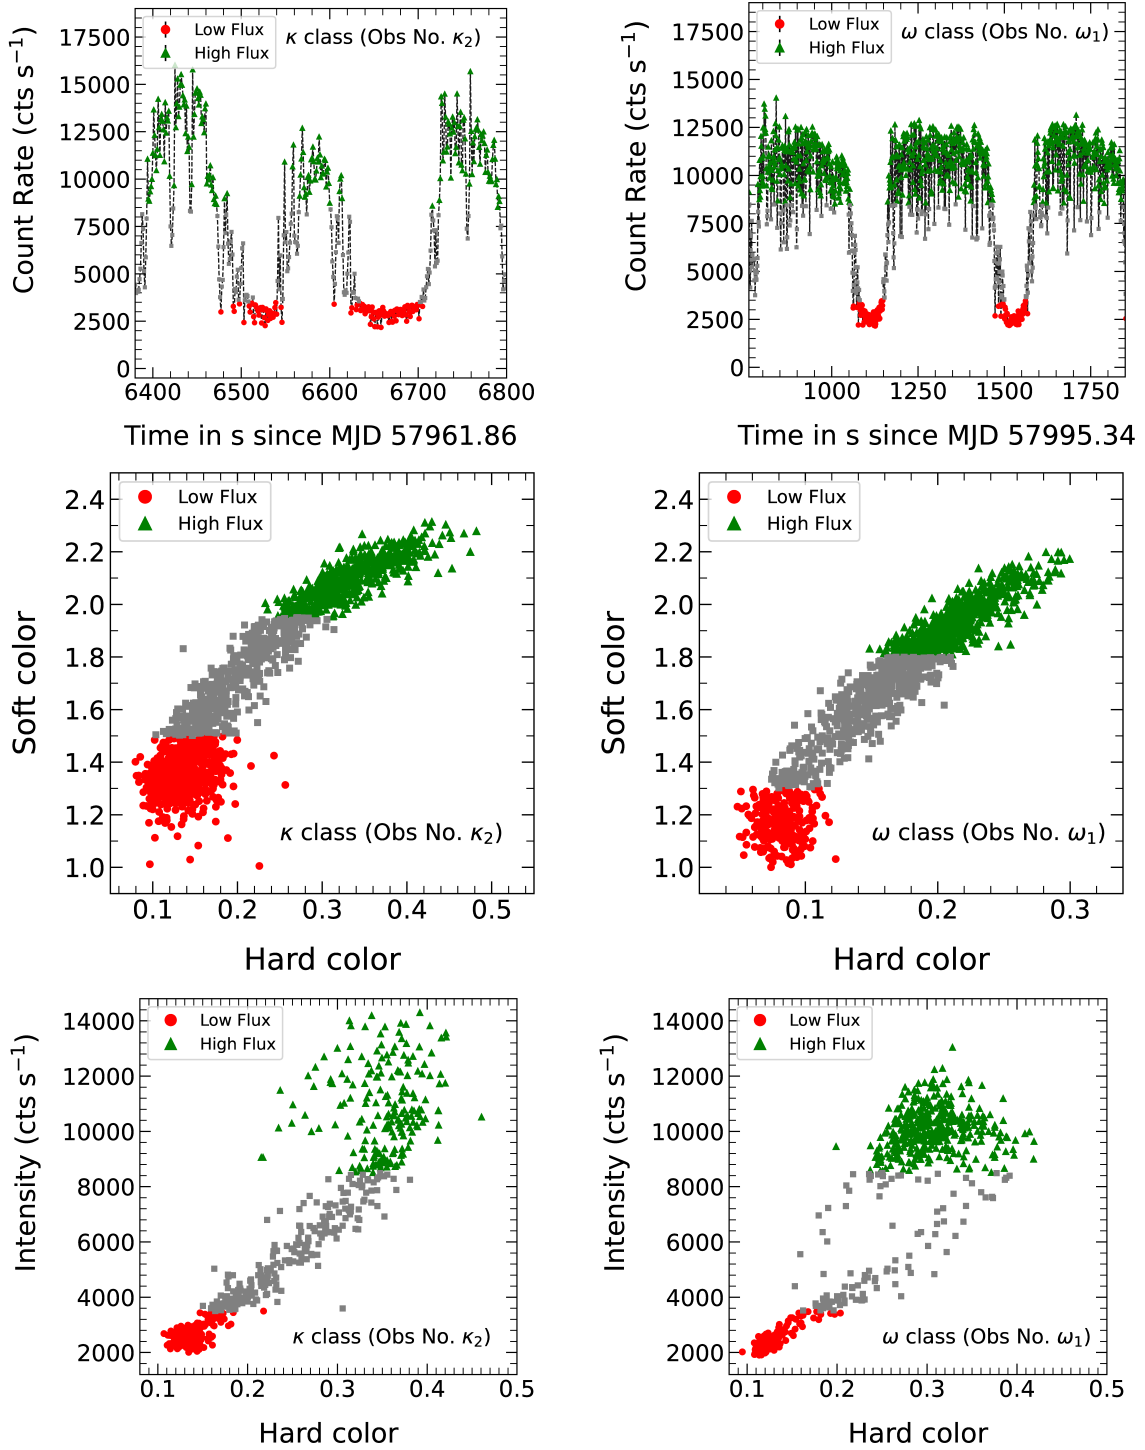 Low Flux
High Flux
κ class (Obs No. κ₂)
17500
15000
12500
10000
7500
5000
2500
0
Count Rate (cts s⁻¹)
6400 6500 6600 6700 6800
Time in s since MJD 57961.86
Low Flux
High Flux
ω class (Obs No. ω₁)
17500
15000
12500
10000
7500
5000
2500
0
Count Rate (cts s⁻¹)
1000 1250 1500 1750
Time in s since MJD 57995.34
Low Flux
High Flux
2.4
2.2
2.0
1.8
1.6
1.4
1.2
1.0
Soft color
κ class (Obs No. κ₂)
0.1 0.2 0.3 0.4 0.5
Hard color
Low Flux
High Flux
2.4
2.2
2.0
1.8
1.6
1.4
1.2
1.0
Soft color
ω class (Obs No. ω₁)
0.1 0.2 0.3
Hard color
Low Flux
High Flux
14000
12000
10000
8000
6000
4000
2000
Intensity (cts s⁻¹)
κ class (Obs No. κ₂)
0.1 0.2 0.3 0.4 0.5
Hard color
Low Flux
High Flux
14000
12000
10000
8000
6000
4000
2000
Intensity (cts s⁻¹)
ω class (Obs No. ω₁)
0.1 0.2 0.3 0.4 0.5
Hard color